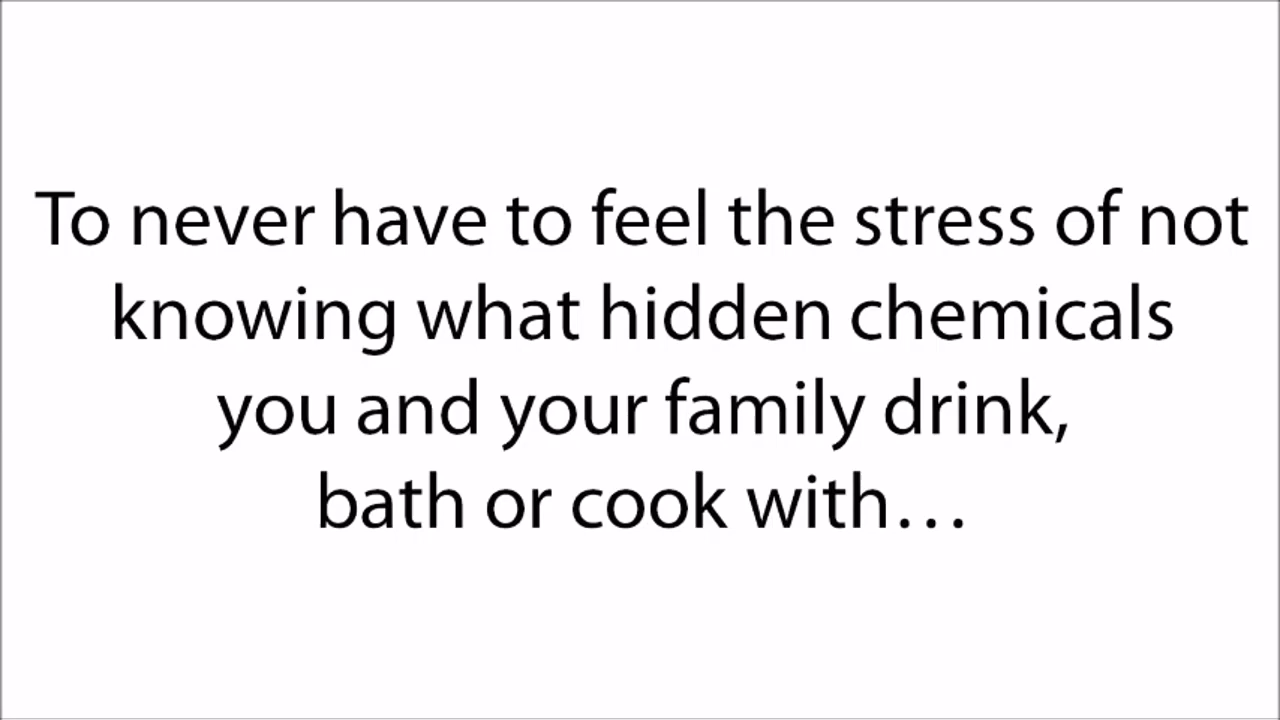 To never have to feel the stress of not
knowing what hidden chemicals
you and your family drink,
bath or cook with…